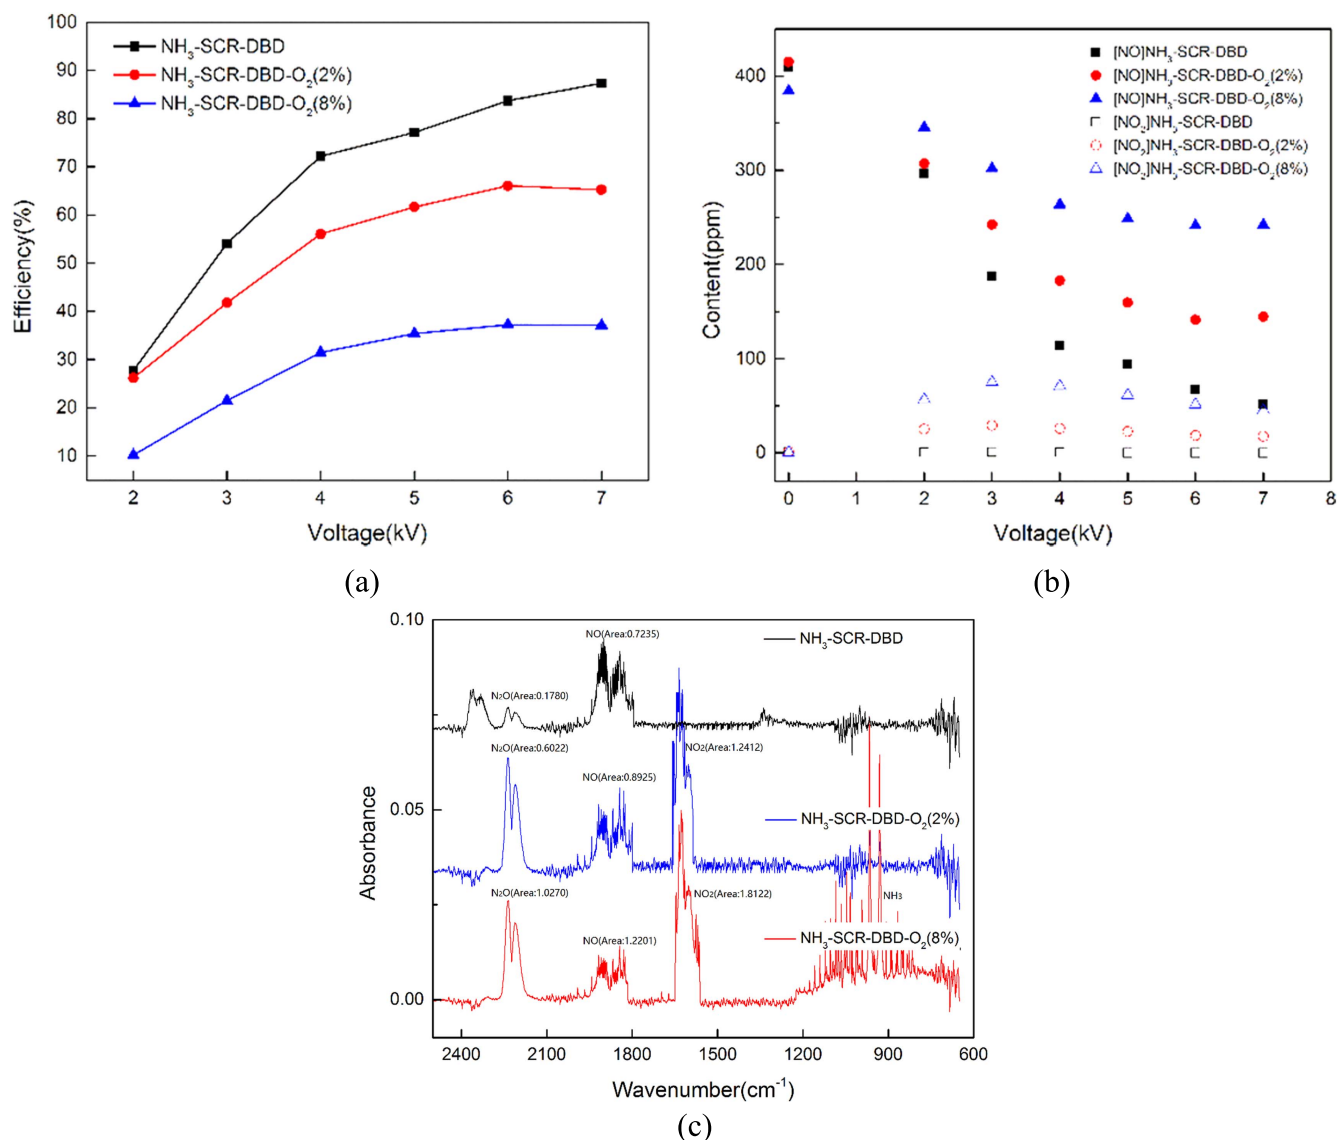 100
90
80
70
60
50
40
30
20
10
2 3 4 5 6 7
Efficiency(%)
Voltage(kV)
NH3-SCR-DBD
NH3-SCR-DBD-O2(2%)
NH3-SCR-DBD-O2(8%)
(a)
400
300
200
100
0
0 1 2 3 4 5 6 7 8
Content(ppm)
Voltage(kV)
[NO]NH3-SCR-DBD
[NO]NH3-SCR-DBD-O2(2%)
[NO]NH3-SCR-DBD-O2(8%)
[NO2]NH3-SCR-DBD
[NO2]NH3-SCR-DBD-O2(2%)
[NO2]NH3-SCR-DBD-O2(8%)
(b)
0.10
0.05
0.00
Absorbance
NO(Area:0.7235)
NH3-SCR-DBD
N2O(Area:0.1780)
N2O(Area:0.6022)
NO2(Area:1.2412)
NO(Area:0.8925)
NH3-SCR-DBD-O2(2%)
N2O(Area:1.0270)
NO2(Area:1.8122)
NH3
NO(Area:1.2201)
NH3-SCR-DBD-O2(8%)
2400 2100 1800 1500 1200 900 600
Wavenumber(cm-1)
(c)